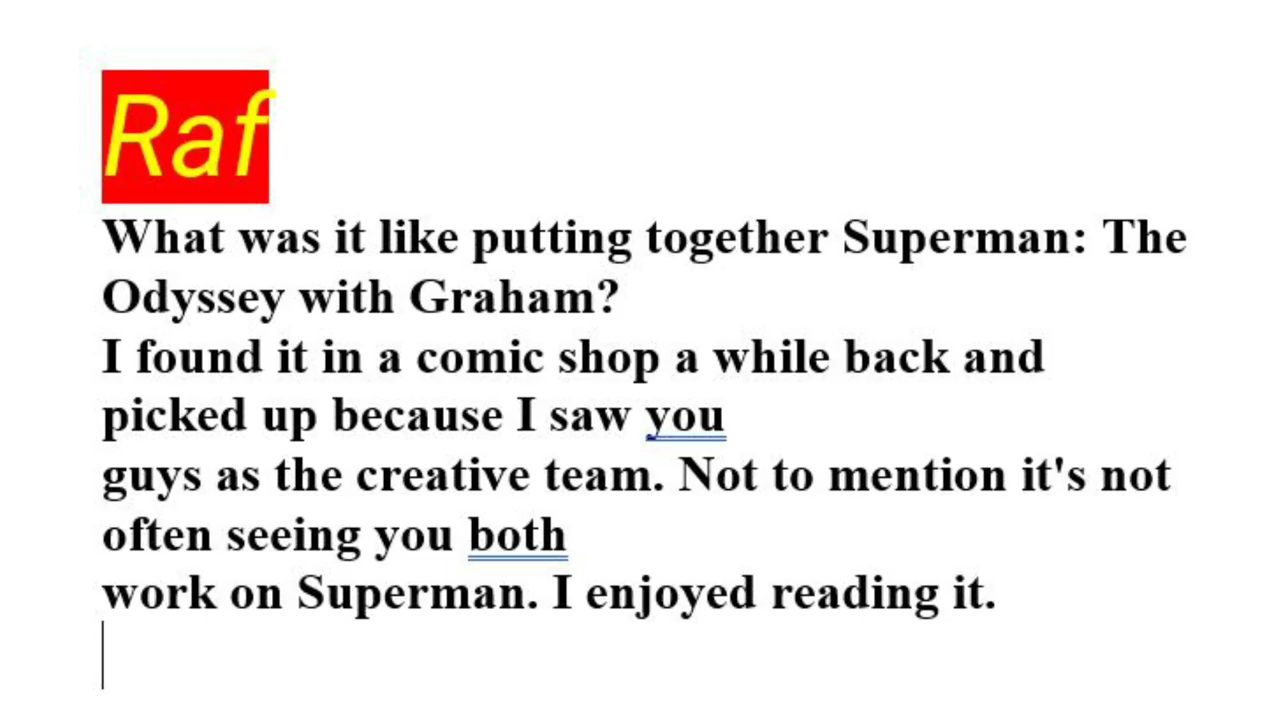 Raf
What was it like putting together Superman: The
Odyssey with Graham?
I found it in a comic shop a while back and
picked up because I saw you
guys as the creative team. Not to mention it's not
often seeing you both
work on Superman. I enjoyed reading it.